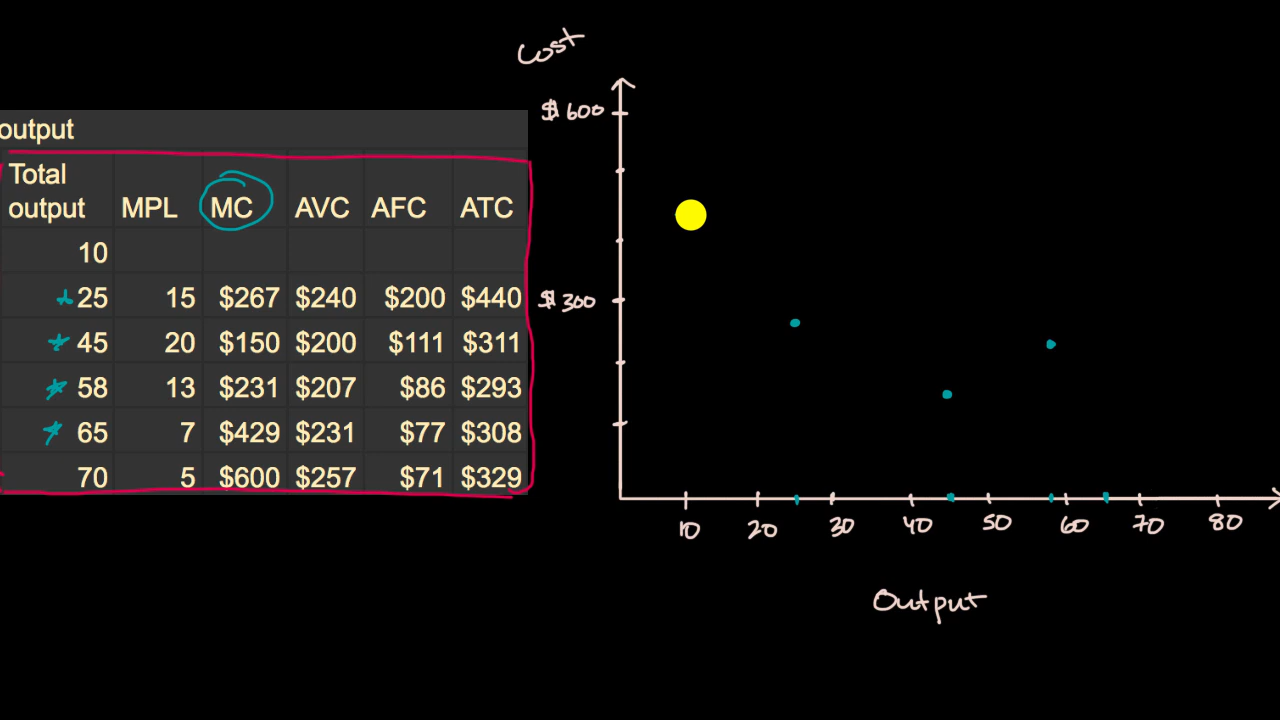 output
Total output MPL MC AVC AFC ATC
10
25 15 $267 $240 $200 $440
45 20 $150 $200 $111 $311
58 13 $231 $207 $86 $293
65 7 $429 $231 $77 $308
70 5 $600 $257 $71 $329
Cost
$600
$300
10 20 30 40 50 60 70 80
Output